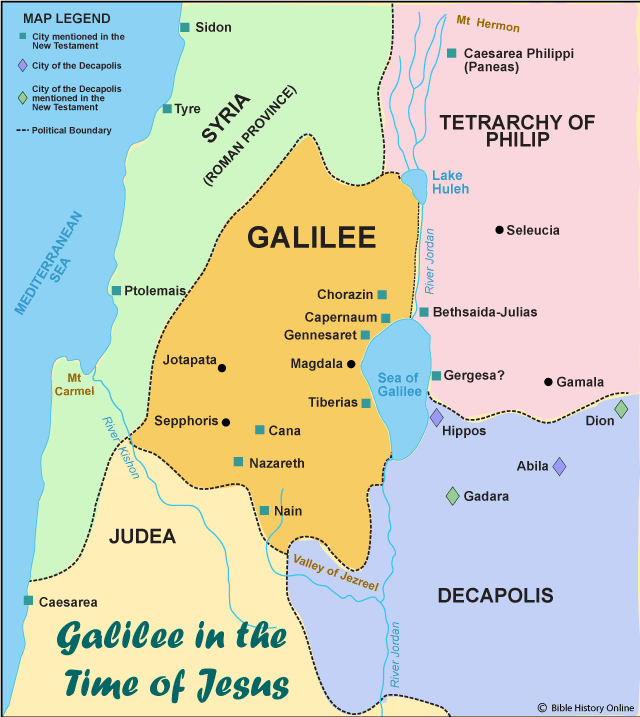 MAP LEGEND
City mentioned in the
New Testament
City of the Decapolis
City of the Decapolis
mentioned in the
New Testament
Political Boundary
Sidon
Mt Hermon
Caesarea Philippi
(Paneas)
Tyre
SYRIA
(ROMAN PROVINCE)
TETRARCHY OF
PHILIP
Lake
Huleh
MEDITERRANEAN
SEA
GALILEE
River Jordan
Seleucia
Ptolemais
Chorazin
Capernaum
Bethsaida-Julias
Gennesaret
Jotapata
Magdala
Mt
Carmel
Sea of
Galilee
Gergesa?
Gamala
Tiberias
Sepphoris
Cana
Hippos
Dion
River Kishon
Nazareth
Abila
Gadara
Nain
JUDEA
Valley of Jezreel
DECAPOLIS
Caesarea
River Jordan
Galilee in the
Time of Jesus
© Bible History Online